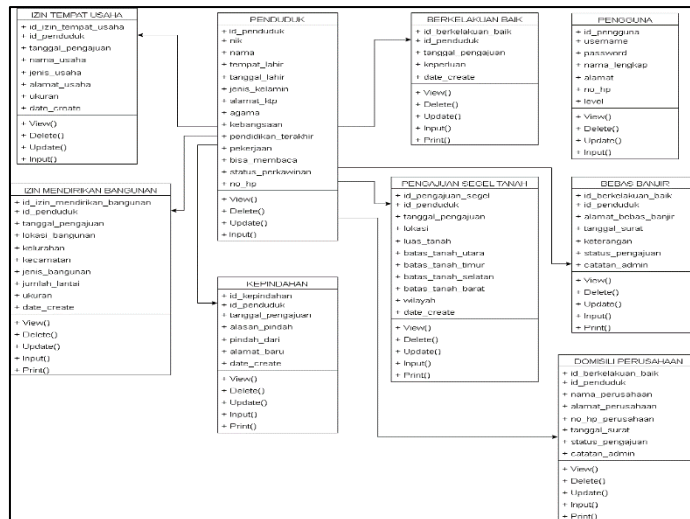 IZIN TEMPAT USAHA
+ id_izin_tempat_usaha
+ id_penduduk
+ tanggal_pengajuan
+ nama_usaha
+ jenis_usaha
+ alamat_usaha
+ ukuran
+ date_create
+ View()
+ Delete()
+ Update()
+ Input()
PENDUDUK
+ id_penduduk
+ nik
+ nama
+ tempat_lahir
+ tanggal_lahir
+ jenis_kelamin
+ alamat_ktp
+ agama
+ kebangsaan
+ pendidikan_terakhir
+ pekerjaan
+ bisa_membaca
+ status_perkawinan
+ no_hp
+ View()
+ Delete()
+ Update()
+ Input()
BERKELAKUAN BAIK
+ id_berkelakuan_baik
+ id_penduduk
+ tanggal_pengajuan
+ keperluan
+ date_create
+ View()
+ Delete()
+ Update()
+ Input()
+ Print()
PENGGUNA
+ id_pengguna
+ username
+ password
+ nama_lengkap
+ alamat
+ no_hp
+ level
+ View()
+ Delete()
+ Update()
+ Input()
IZIN MENDIRIKAN BANGUNAN
+ id_izin_mendirikan_bangunan
+ id_penduduk
+ tanggal_pengajuan
+ lokasi_bangunan
+ kelurahan
+ kecamatan
+ jenis_bangunan
+ jumlah_lantai
+ ukuran
+ date_create
+ View()
+ Delete()
+ Update()
+ Input()
+ Print()
KEPINDAHAN
+ id_kepindahan
+ id_penduduk
+ tanggal_pengajuan
+ alasan_pindah
+ pindah_dari
+ alamat_baru
+ date_create
+ View()
+ Delete()
+ Update()
+ Input()
+ Print()
PENGAJUAN SEGEL TANAH
+ id_pengajuan_segel
+ id_penduduk
+ tanggal_pengajuan
+ lokasi
+ luas_tanah
+ batas_tanah_utara
+ batas_tanah_timur
+ batas_tanah_selatan
+ batas_tanah_barat
+ wilayah
+ date_create
+ View()
+ Delete()
+ Update()
+ Input()
+ Print()
BEBAS BANJIR
+ id_berkelakuan_baik
+ id_penduduk
+ alamat_bebas_banjir
+ tanggal_surat
+ keterangan
+ status_pengajuan
+ catatan_admin
+ View()
+ Delete()
+ Update()
+ Input()
+ Print()
DOMISILI PERUSAHAAN
+ id_berkelakuan_baik
+ id_penduduk
+ nama_perusahaan
+ alamat_perusahaan
+ no_hp_perusahaan
+ tanggal_surat
+ status_pengajuan
+ catatan_admin
+ View()
+ Delete()
+ Update()
+ Input()
+ Print()